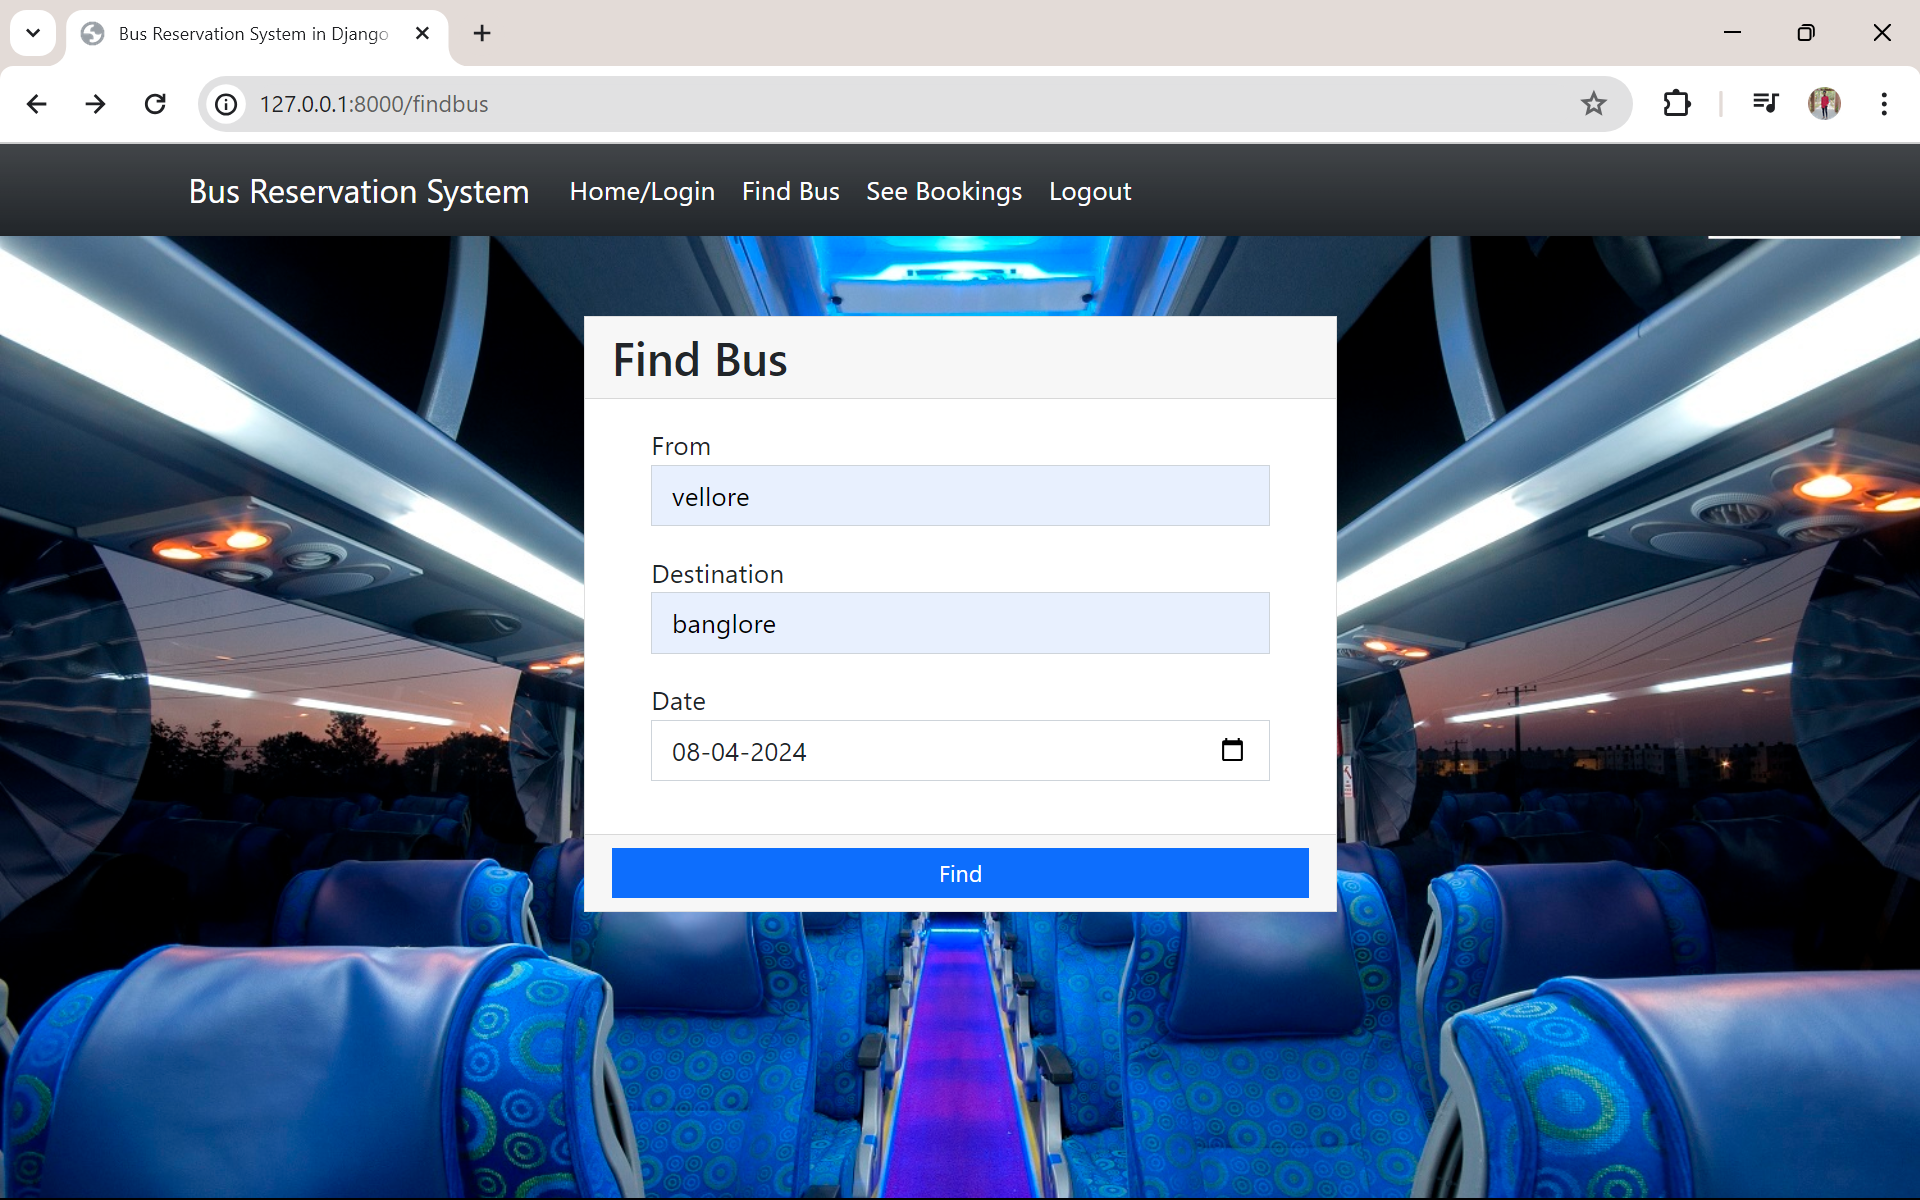 Bus Reservation System in Django
127.0.0.1:8000/findbus
Bus Reservation System Home/Login Find Bus See Bookings Logout
Find Bus
From
vellore
Destination
banglore
Date
08-04-2024
Find